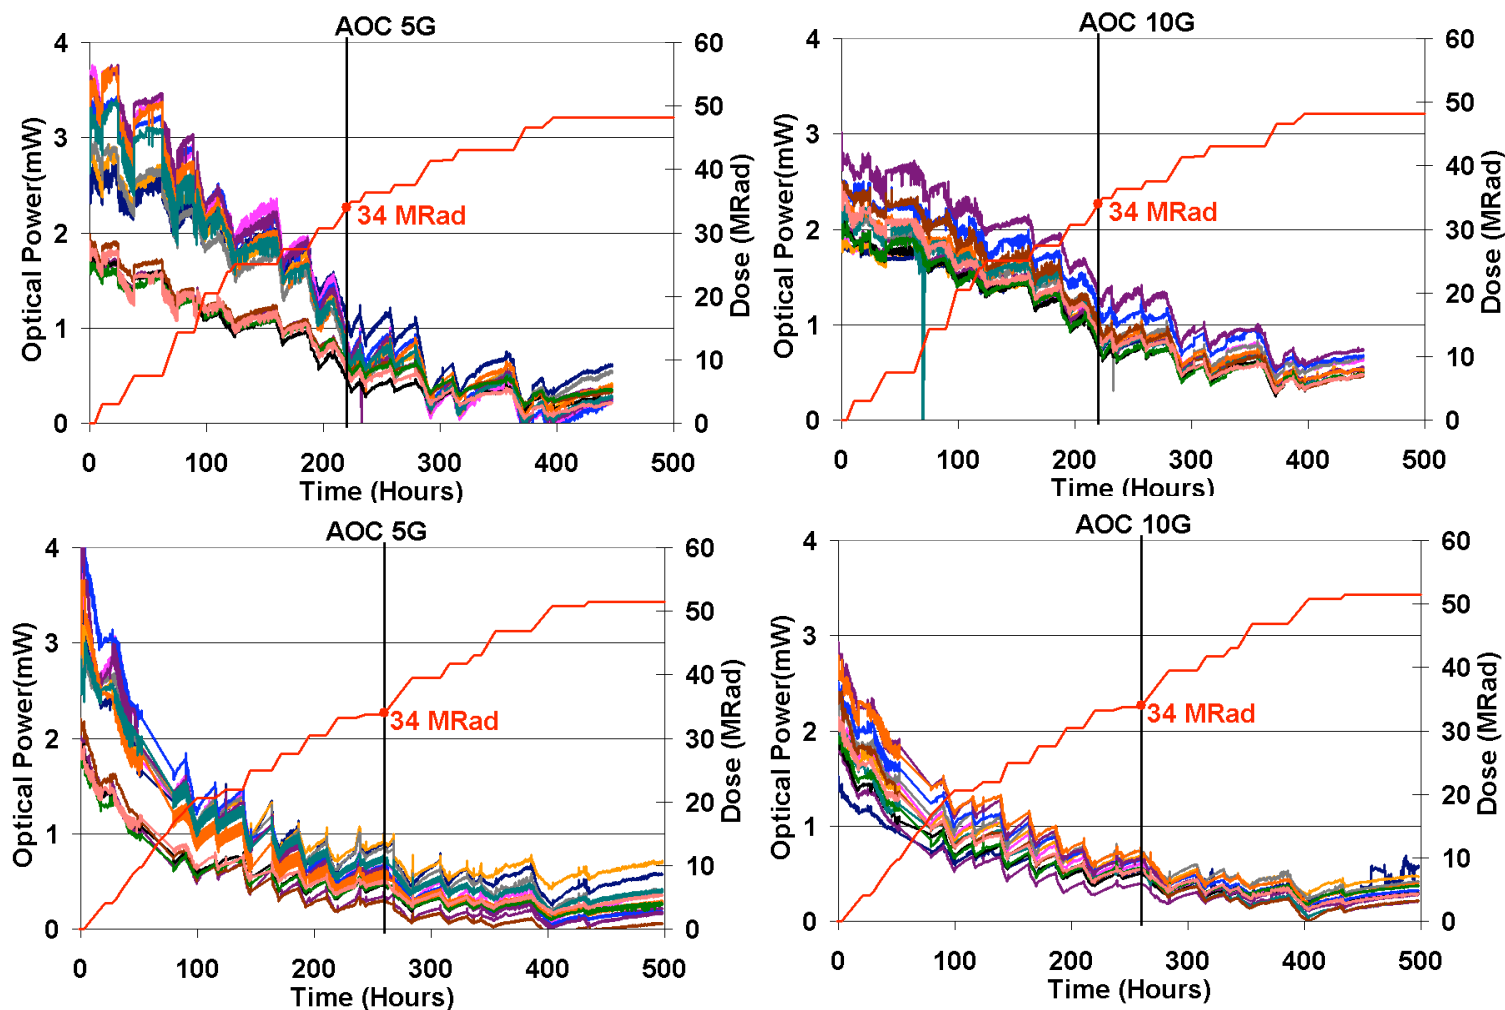 AOC 5G
4
3
2
1
0
Optical Power(mW)
60
50
40
30
20
10
0
Dose (MRad)
34 MRad
0 100 200 300 400 500
Time (Hours)
AOC 10G
4
3
2
1
0
Optical Power(mW)
60
50
40
30
20
10
0
Dose (MRad)
34 MRad
0 100 200 300 400 500
Time (Hours)
AOC 5G
4
3
2
1
0
Optical Power(mW)
60
50
40
30
20
10
0
Dose (MRad)
34 MRad
0 100 200 300 400 500
Time (Hours)
AOC 10G
4
3
2
1
0
Optical Power(mW)
60
50
40
30
20
10
0
Dose (MRad)
34 MRad
0 100 200 300 400 500
Time (Hours)